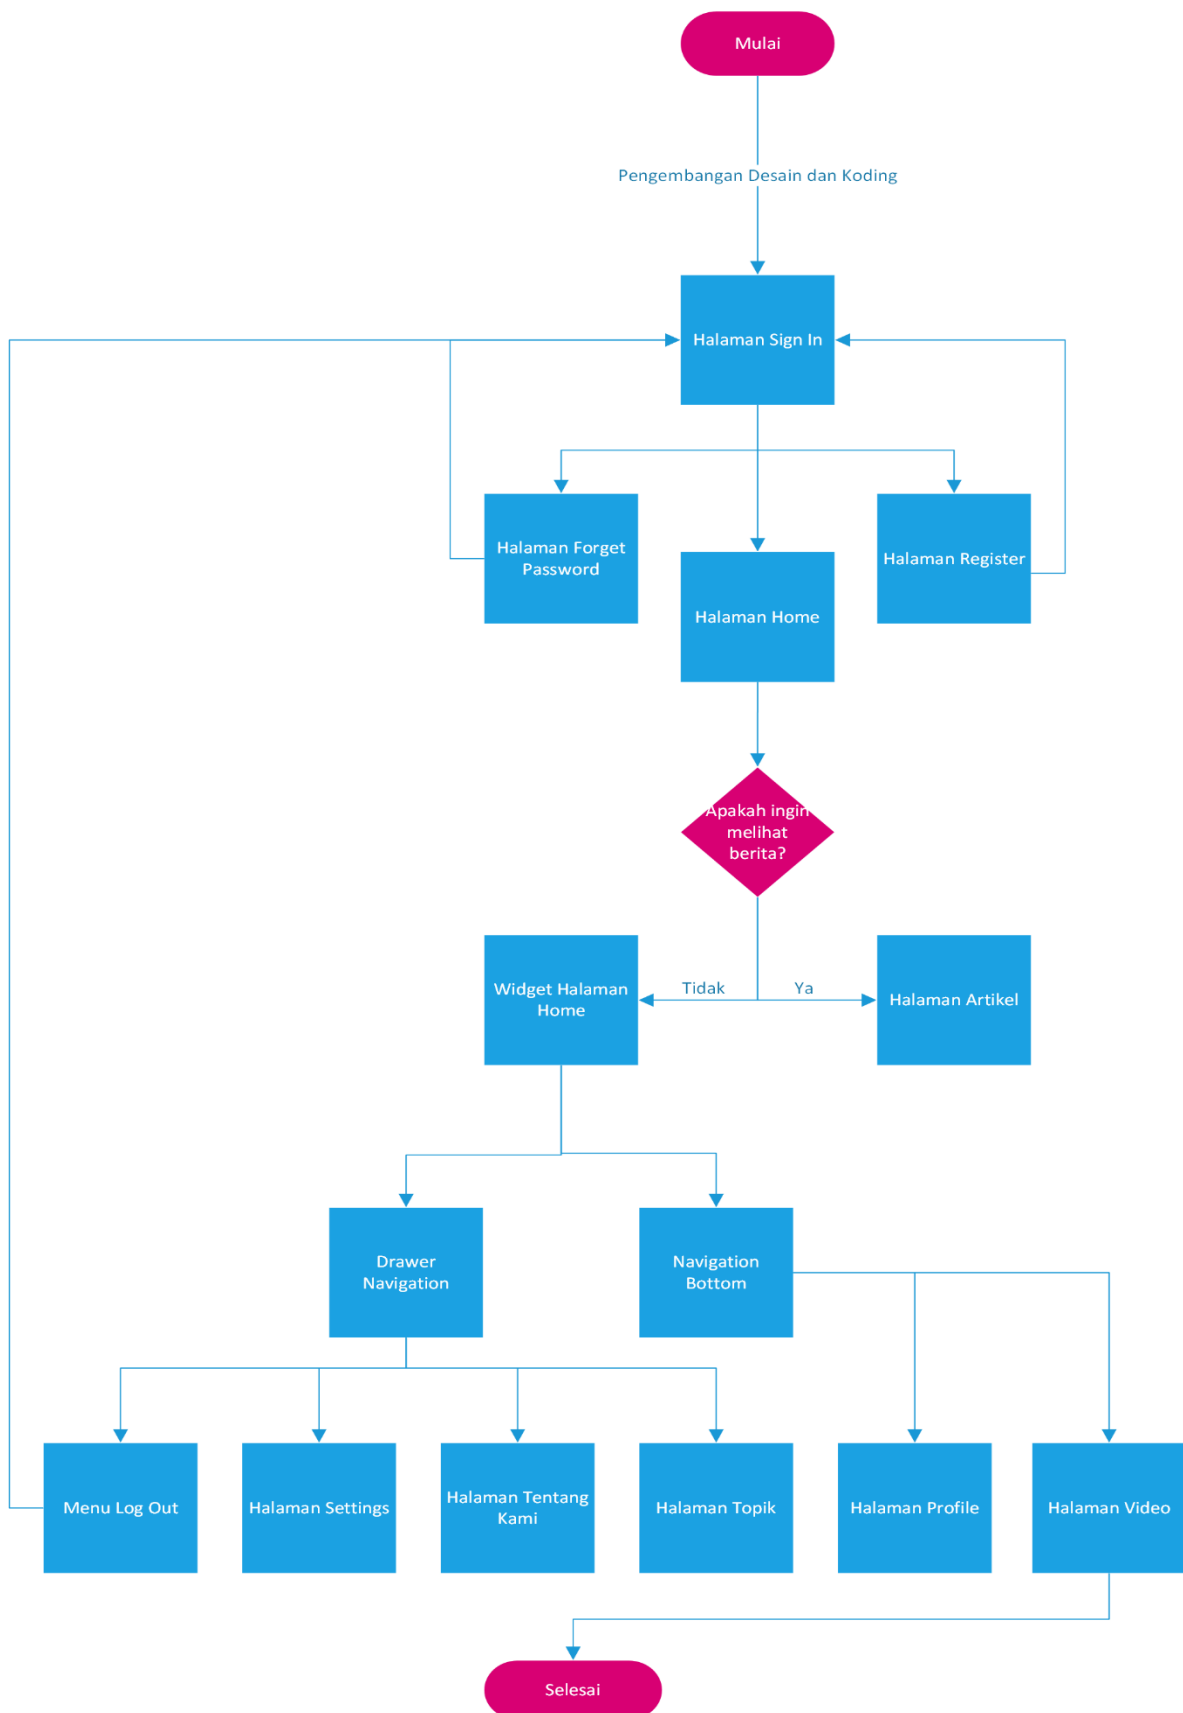 Mulai
Pengembangan Desain dan Koding
Halaman Sign In
Halaman Forget
Password
Halaman Home
Halaman Register
Apakah ingin
melihat
berita?
Widget Halaman
Home
Tidak
Ya
Halaman Artikel
Drawer
Navigation
Navigation
Bottom
Menu Log Out
Halaman Settings
Halaman Tentang
Kami
Halaman Topik
Halaman Profile
Halaman Video
Selesai